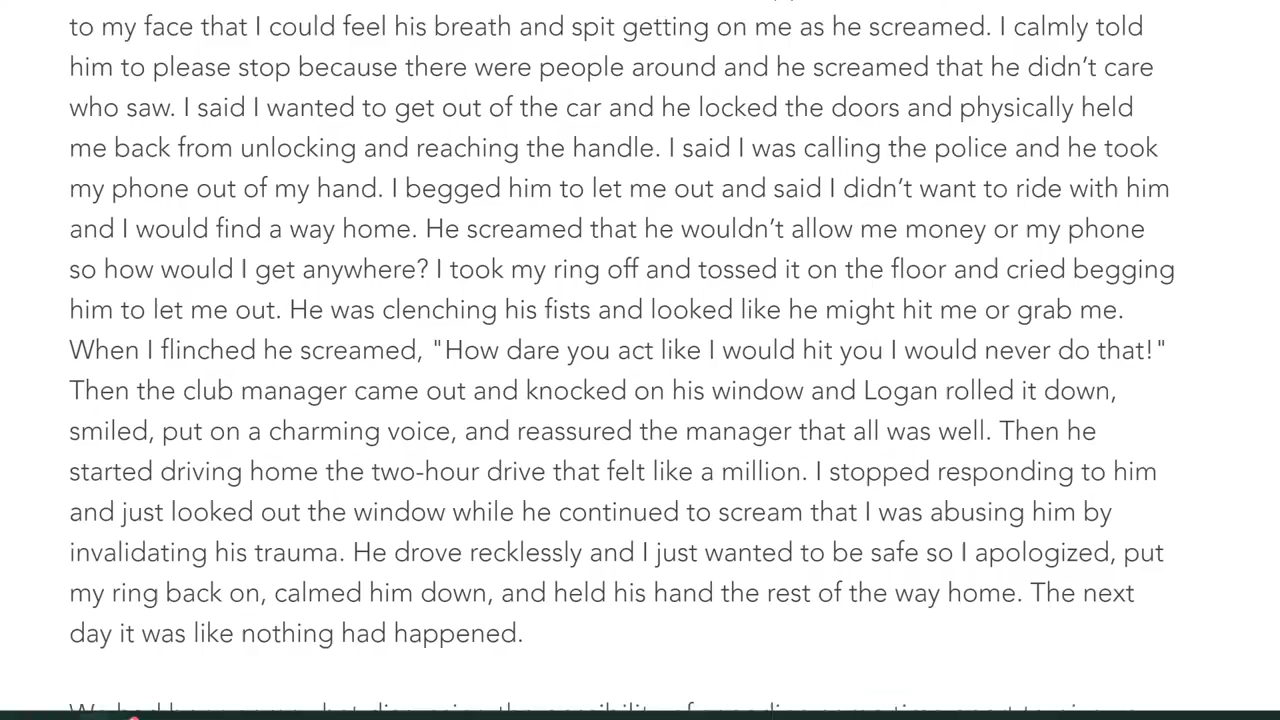 to my face that I could feel his breath and spit getting on me as he screamed. I calmly told
him to please stop because there were people around and he screamed that he didn’t care
who saw. I said I wanted to get out of the car and he locked the doors and physically held
me back from unlocking and reaching the handle. I said I was calling the police and he took
my phone out of my hand. I begged him to let me out and said I didn’t want to ride with him
and I would find a way home. He screamed that he wouldn’t allow me money or my phone
so how would I get anywhere? I took my ring off and tossed it on the floor and cried begging
him to let me out. He was clenching his fists and looked like he might hit me or grab me.
When I flinched he screamed, "How dare you act like I would hit you I would never do that!"
Then the club manager came out and knocked on his window and Logan rolled it down,
smiled, put on a charming voice, and reassured the manager that all was well. Then he
started driving home the two-hour drive that felt like a million. I stopped responding to him
and just looked out the window while he continued to scream that I was abusing him by
invalidating his trauma. He drove recklessly and I just wanted to be safe so I apologized, put
my ring back on, calmed him down, and held his hand the rest of the way home. The next
day it was like nothing had happened.